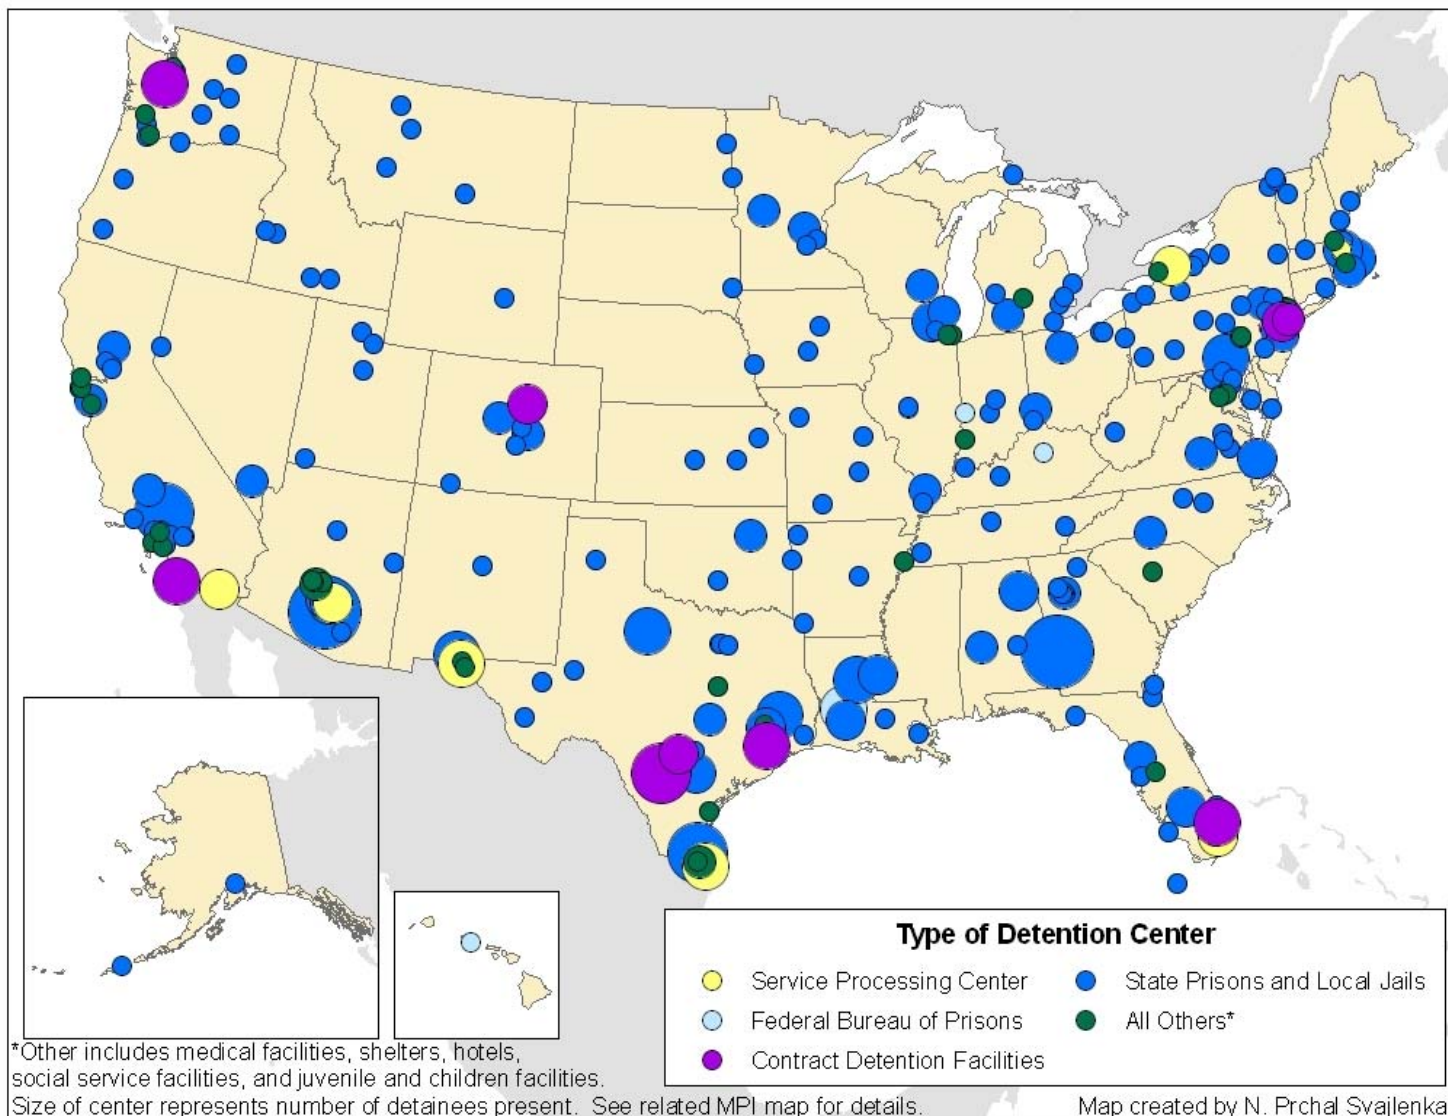 Type of Detention Center
Service Processing Center
State Prisons and Local Jails
Federal Bureau of Prisons
All Others*
Contract Detention Facilities
*Other includes medical facilities, shelters, hotels,
social service facilities, and juvenile and children facilities.
Size of center represents number of detainees present.  See related MPI map for details.
Map created by N. Prchal Svajlenka